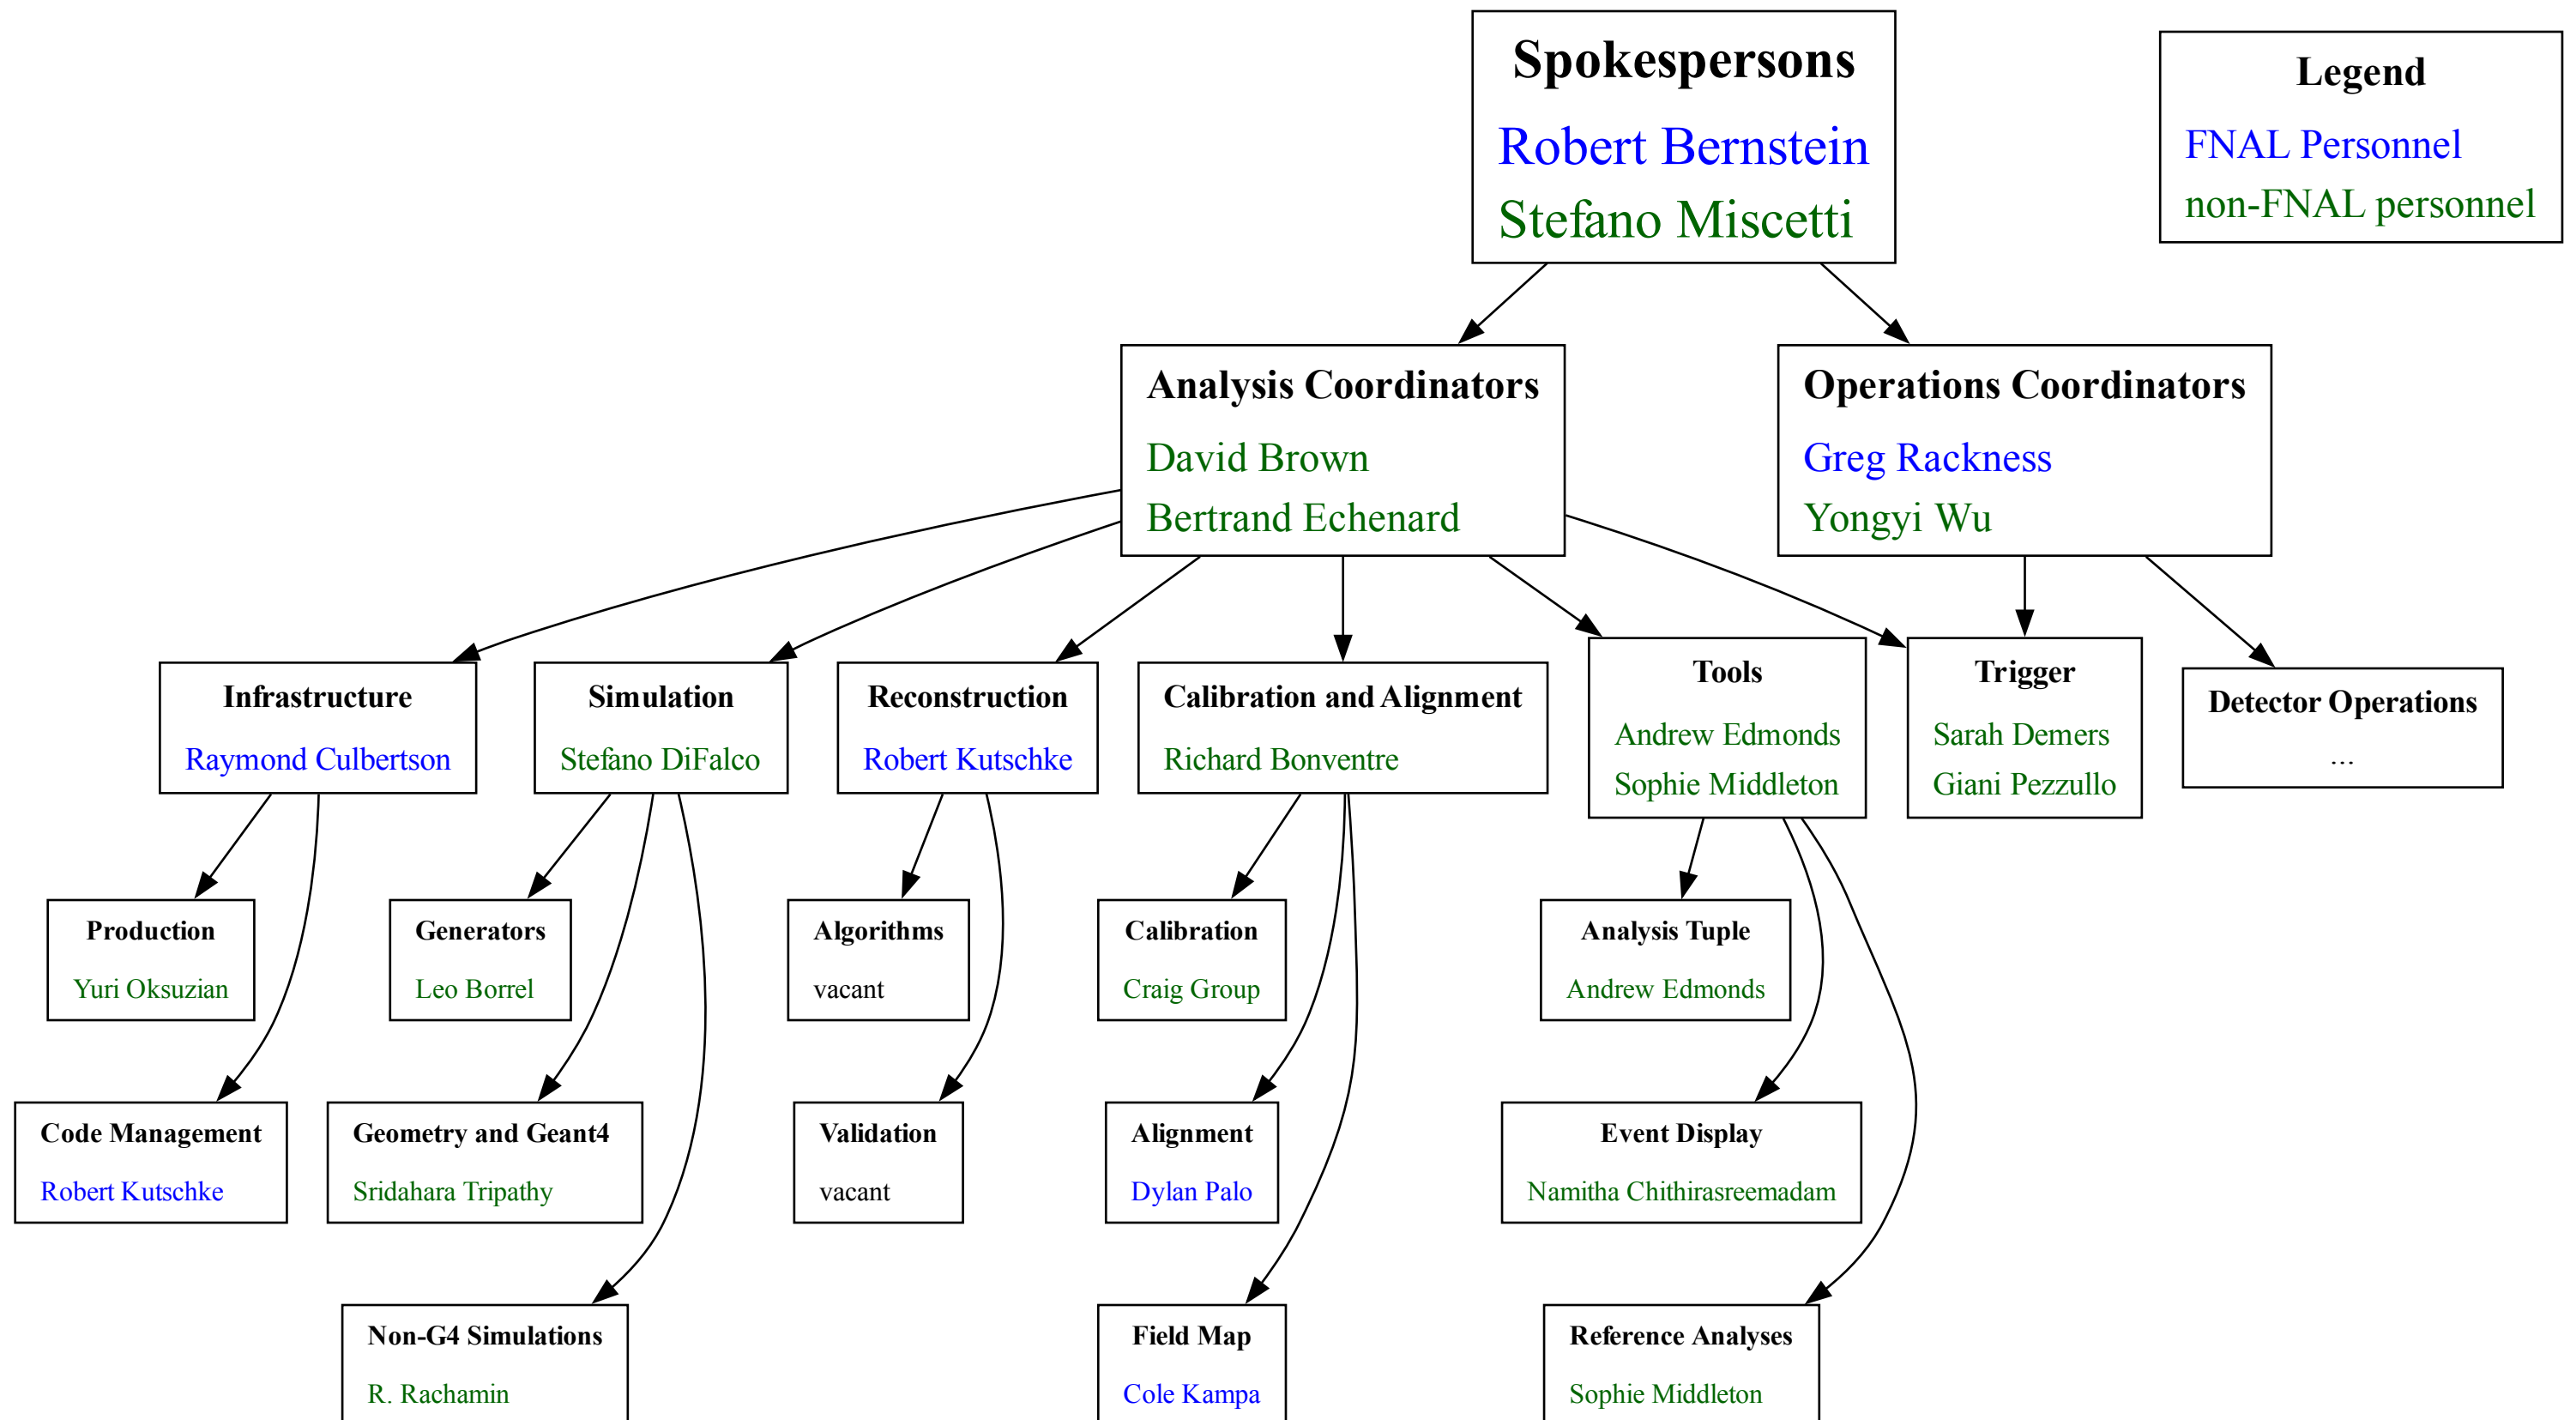 Spokespersons
Robert Bernstein
Stefano Miscetti
Legend
FNAL Personnel
non-FNAL personnel
Analysis Coordinators
David Brown
Bertrand Echenard
Operations Coordinators
Greg Rackness
Yongyi Wu
Infrastructure
Raymond Culbertson
Simulation
Stefano DiFalco
Reconstruction
Robert Kutschke
Calibration and Alignment
Richard Bonventre
Tools
Andrew Edmonds
Sophie Middleton
Trigger
Sarah Demers
Giani Pezzullo
Detector Operations
...
Production
Yuri Oksuzian
Generators
Leo Borrel
Algorithms
vacant
Calibration
Craig Group
Analysis Tuple
Andrew Edmonds
Code Management
Robert Kutschke
Geometry and Geant4
Sridahara Tripathy
Validation
vacant
Alignment
Dylan Palo
Event Display
Namitha Chithirasreemadam
Non-G4 Simulations
R. Rachamin
Field Map
Cole Kampa
Reference Analyses
Sophie Middleton